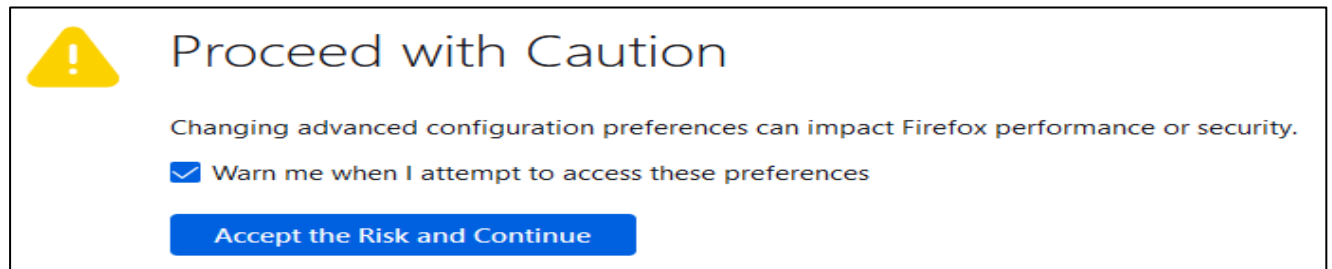 Proceed with Caution
Changing advanced configuration preferences can impact Firefox performance or security.
Warn me when I attempt to access these preferences
Accept the Risk and Continue